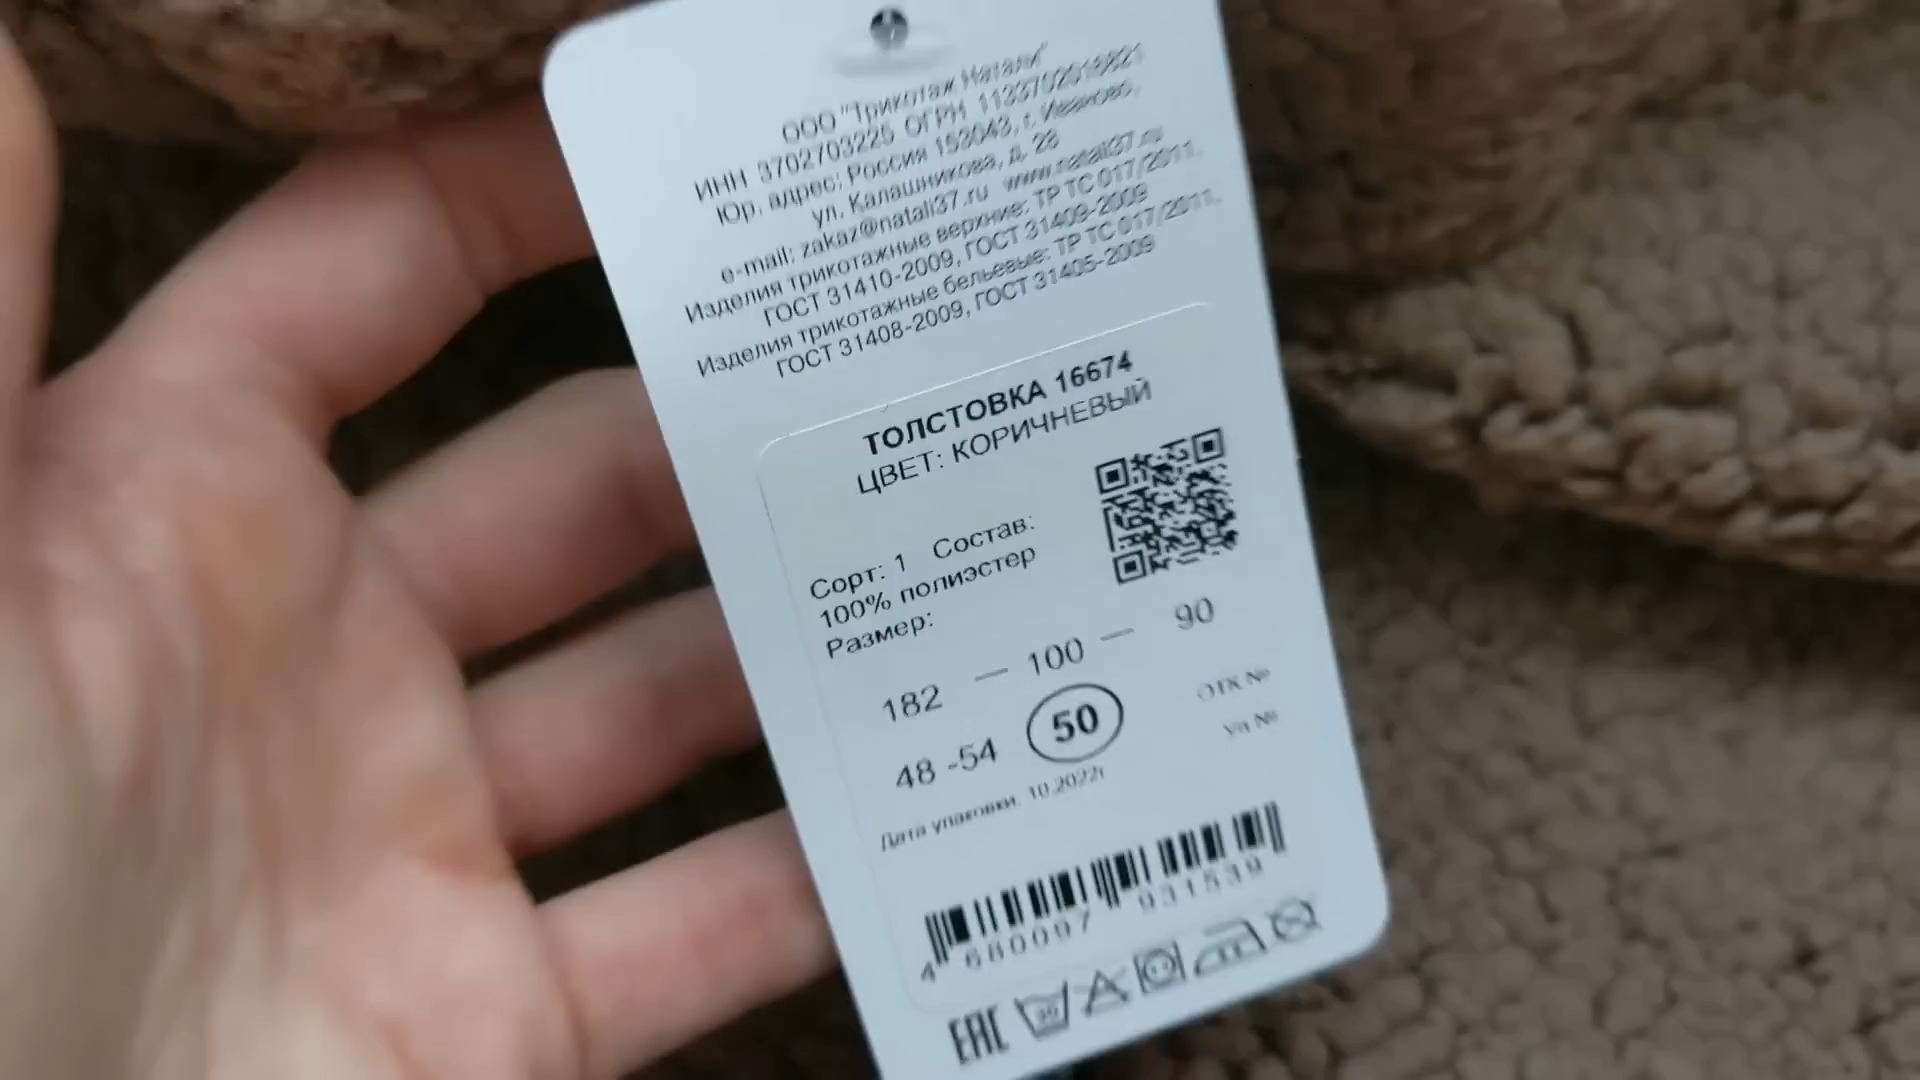 ООО "Трикотаж Натали"
ИНН 3702703225 ОГРН 1133702018821
Юр. адрес: Россия 153043, г. Иваново,
ул. Калашникова, д. 28
e-mail: zakaz@natali37.ru www.natali37.ru
Изделия трикотажные верхние: ТР ТС 017/2011,
ГОСТ 31410-2009, ГОСТ 31409-2009
Изделия трикотажные бельевые: ТР ТС 017/2011,
ГОСТ 31408-2009, ГОСТ 31405-2009
ТОЛСТОВКА 16674
ЦВЕТ: КОРИЧНЕВЫЙ
Сорт: 1 Состав:
100% полиэстер
Размер:
182 — 100 — 90
48 -54 50
ОТК №
Уп №
Дата упаковки. 10.2022г
4 680097 931539
EAC 30